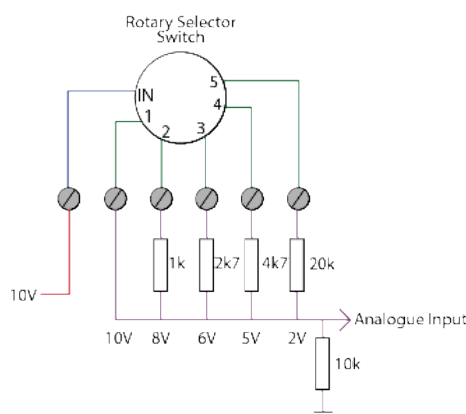 Rotary Selector
Switch
IN
5
4
1
2
3
1k
2k7
4k7
20k
10V
Analogue Input
10V 8V 6V 5V 2V
10k